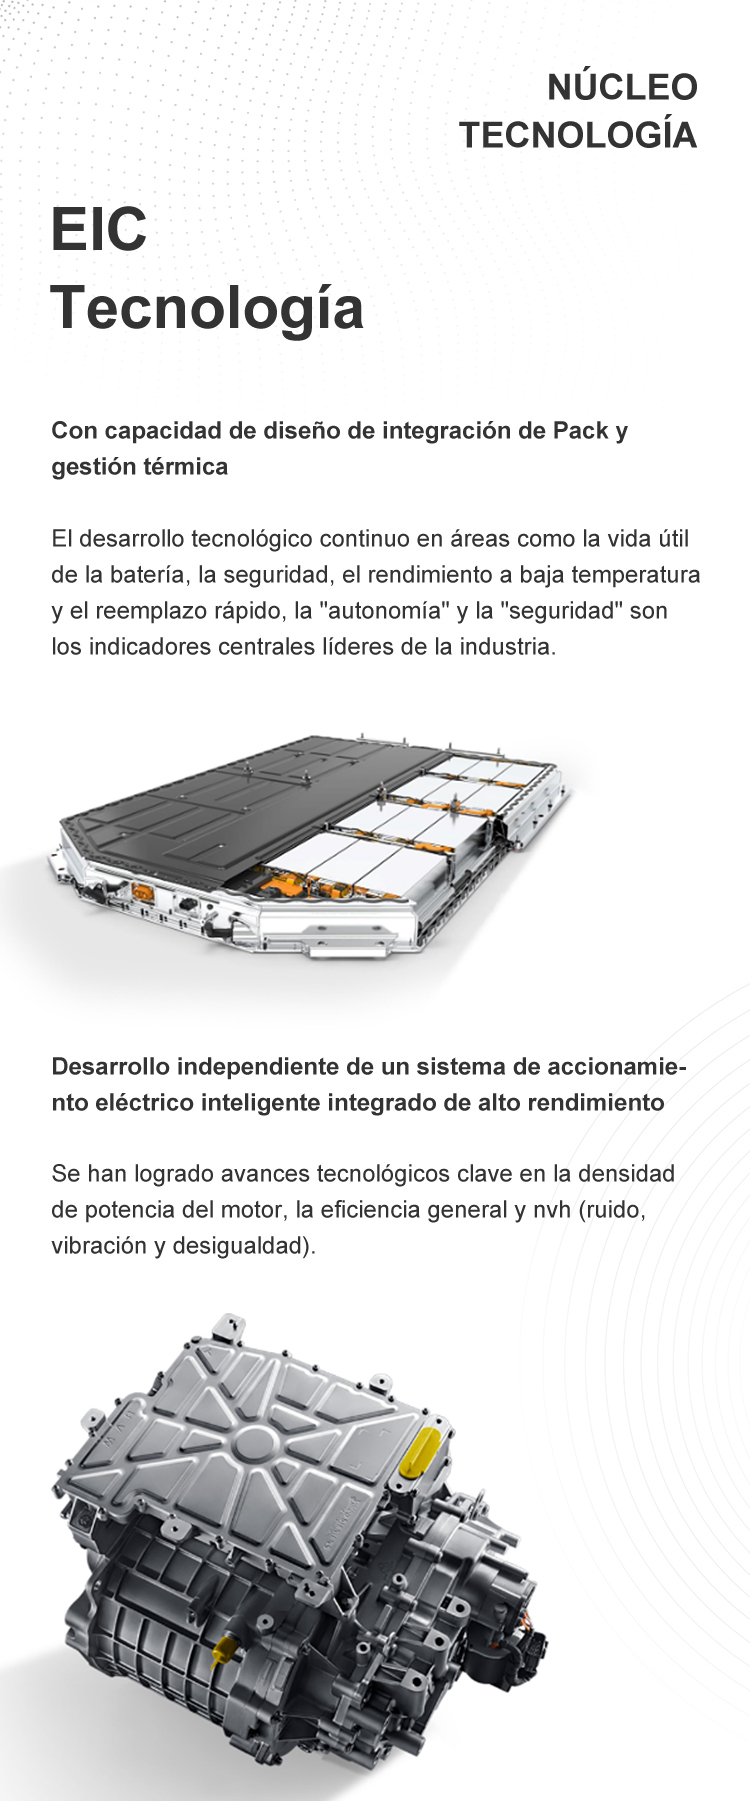 NÚCLEO
TECNOLOGÍA
EIC
Tecnología
Con capacidad de diseño de integración de Pack y
gestión térmica
El desarrollo tecnológico continuo en áreas como la vida útil
de la batería, la seguridad, el rendimiento a baja temperatura
y el reemplazo rápido, la "autonomía" y la "seguridad" son
los indicadores centrales líderes de la industria.
Desarrollo independiente de un sistema de accionamie-
nto eléctrico inteligente integrado de alto rendimiento
Se han logrado avances tecnológicos clave en la densidad
de potencia del motor, la eficiencia general y nvh (ruido,
vibración y desigualdad).